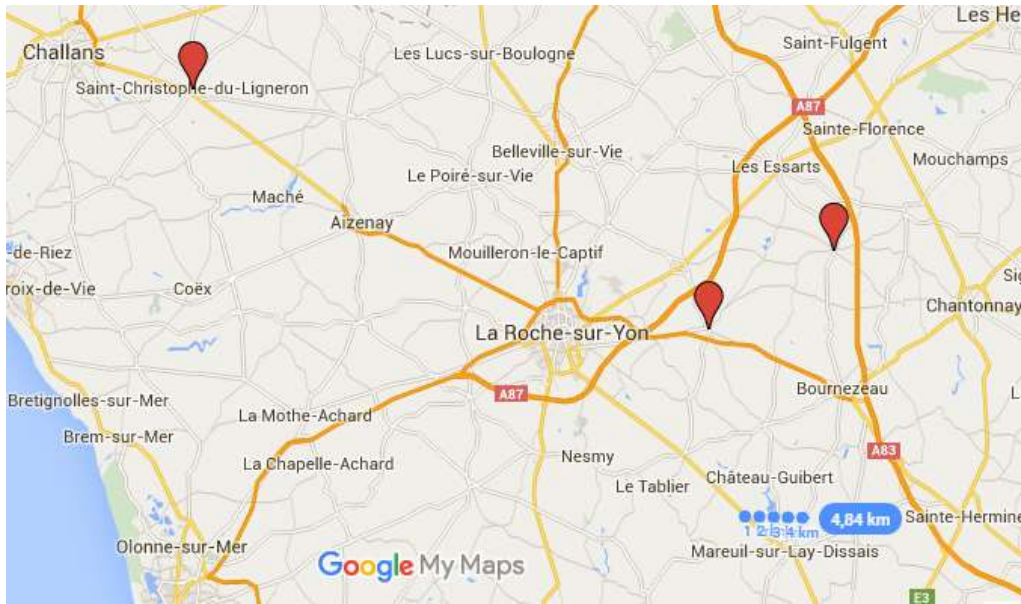 Les He
Saint-Fulgent
Challans
Les Lucs-sur-Boulogne
Saint-Christophe-du-Ligneron
A87
Sainte-Florence
Belleville-sur-Vie
Mouchamps
Les Essarts
Le Poiré-sur-Vie
Maché
Aizenay
-de-Riez
Mouilleron-le-Captif
Sig
roix-de-Vie
Coëx
Chantonnay
La Roche-sur-Yon
Bournezeau
L
A87
Bretignolles-sur-Mer
La Mothe-Achard
Brem-sur-Mer
A83
Nesmy
La Chapelle-Achard
Château-Guibert
Le Tablier
4,84 km
Sainte-Hermine
1 2 3 4 km
Olonne-sur-Mer
Mareuil-sur-Lay-Dissais
Google My Maps
E3